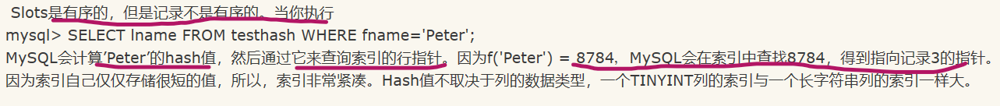 Slots是有序的，但是记录不是有序的。当你执行
mysql> SELECT lname FROM testhash WHERE fname='Peter';
MySQL会计算’Peter’的hash值，然后通过它来查询索引的行指针。因为f('Peter') = 8784，MySQL会在索引中查找8784，得到指向记录3的指针。
因为索引自己仅仅存储很短的值，所以，索引非常紧凑。Hash值不取决于列的数据类型，一个TINYINT列的索引与一个长字符串列的索引一样大。